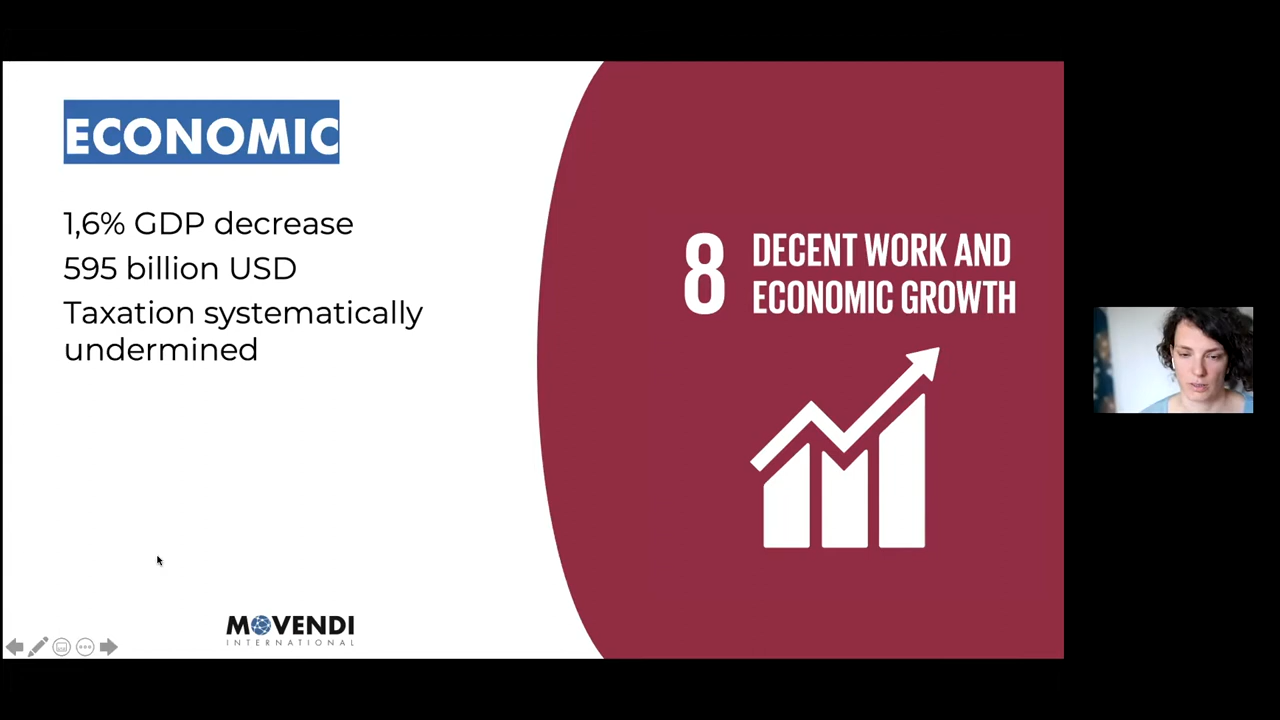 ECONOMIC
1,6% GDP decrease
595 billion USD
Taxation systematically
undermined
8 DECENT WORK AND
ECONOMIC GROWTH
MOVENDI
INTERNATIONAL